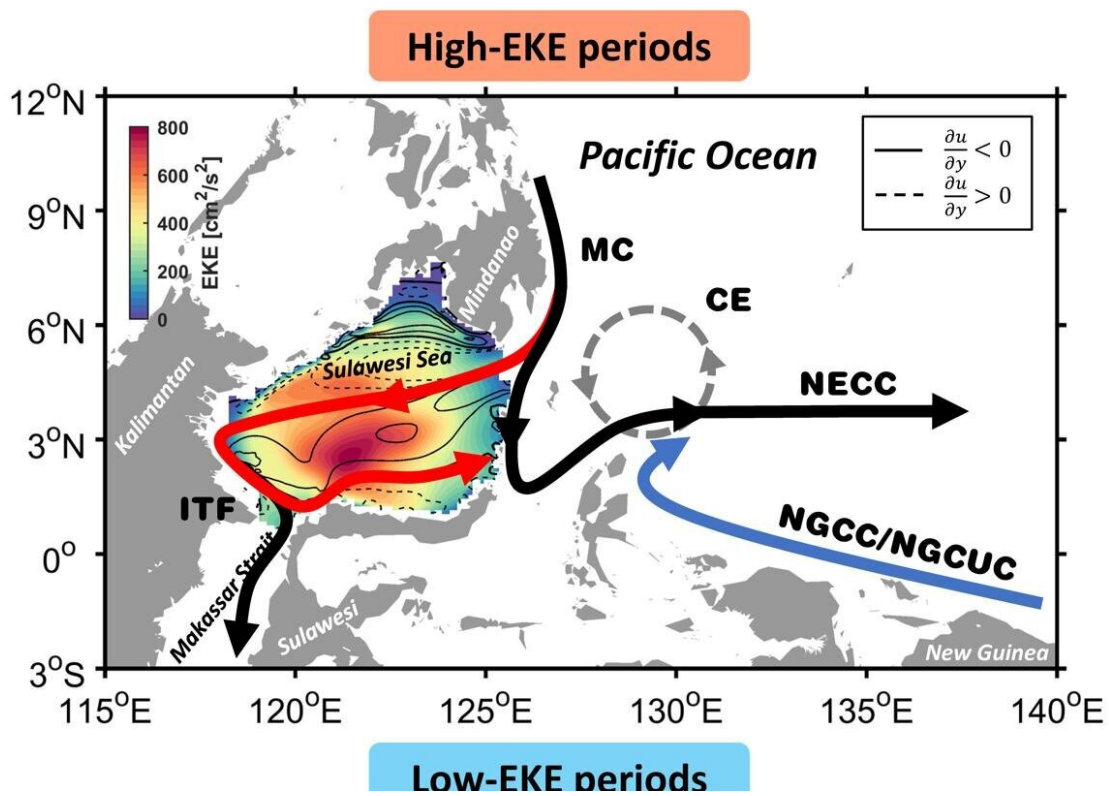 High-EKE periods
12°N
9°N
6°N
3°N
0°
3°S
115°E
120°E
125°E
130°E
135°E
140°E
800
600
400
200
0
EKE [cm²/s²]
Pacific Ocean
∂u/∂y < 0
∂u/∂y > 0
MC
CE
NECC
Mindanao
Sulawesi Sea
Kalimantan
ITF
NGCC/NGCUC
Makassar Strait
Sulawesi
New Guinea
Low-EKE periods